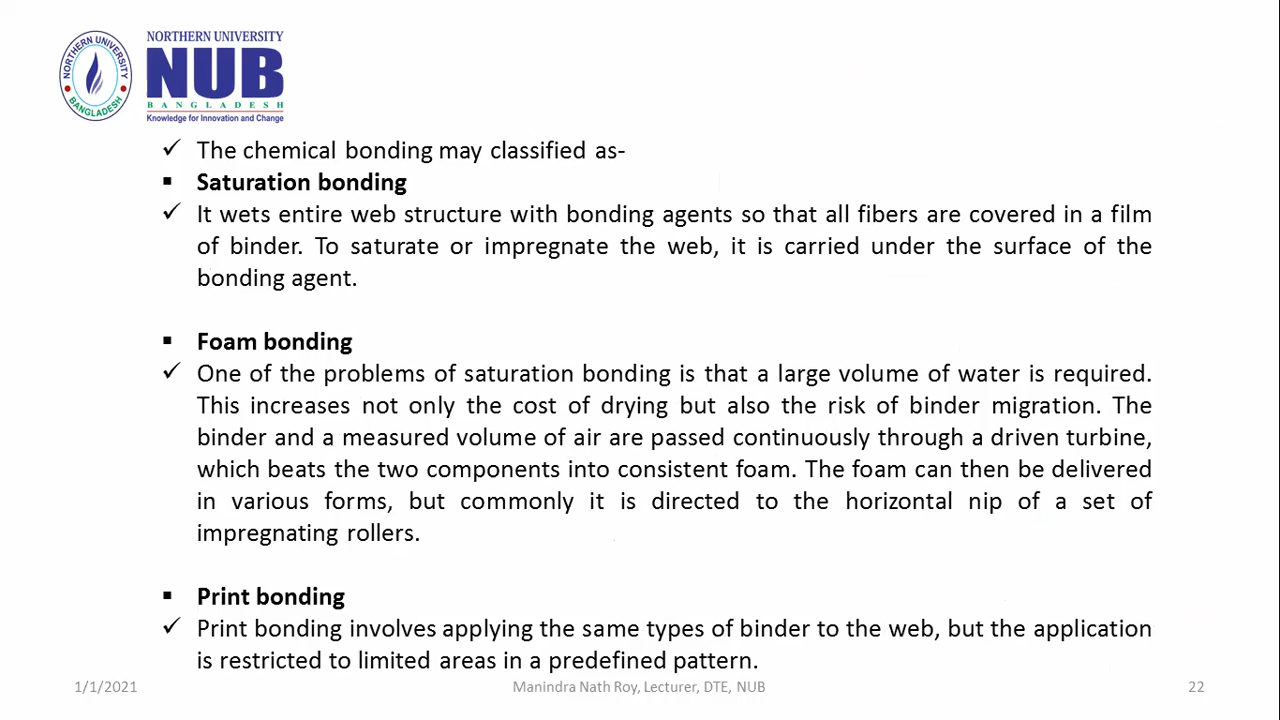 NORTHERN UNIVERSITY
BANGLADESH
NORTHERN UNIVERSITY
NUB
BANGLADESH
Knowledge for Innovation and Change
✓ The chemical bonding may classified as-
▪ Saturation bonding
✓ It wets entire web structure with bonding agents so that all fibers are covered in a film
of binder. To saturate or impregnate the web, it is carried under the surface of the
bonding agent.
▪ Foam bonding
✓ One of the problems of saturation bonding is that a large volume of water is required.
This increases not only the cost of drying but also the risk of binder migration. The
binder and a measured volume of air are passed continuously through a driven turbine,
which beats the two components into consistent foam. The foam can then be delivered
in various forms, but commonly it is directed to the horizontal nip of a set of
impregnating rollers.
▪ Print bonding
✓ Print bonding involves applying the same types of binder to the web, but the application
is restricted to limited areas in a predefined pattern.
1/1/2021
Manindra Nath Roy, Lecturer, DTE, NUB
22